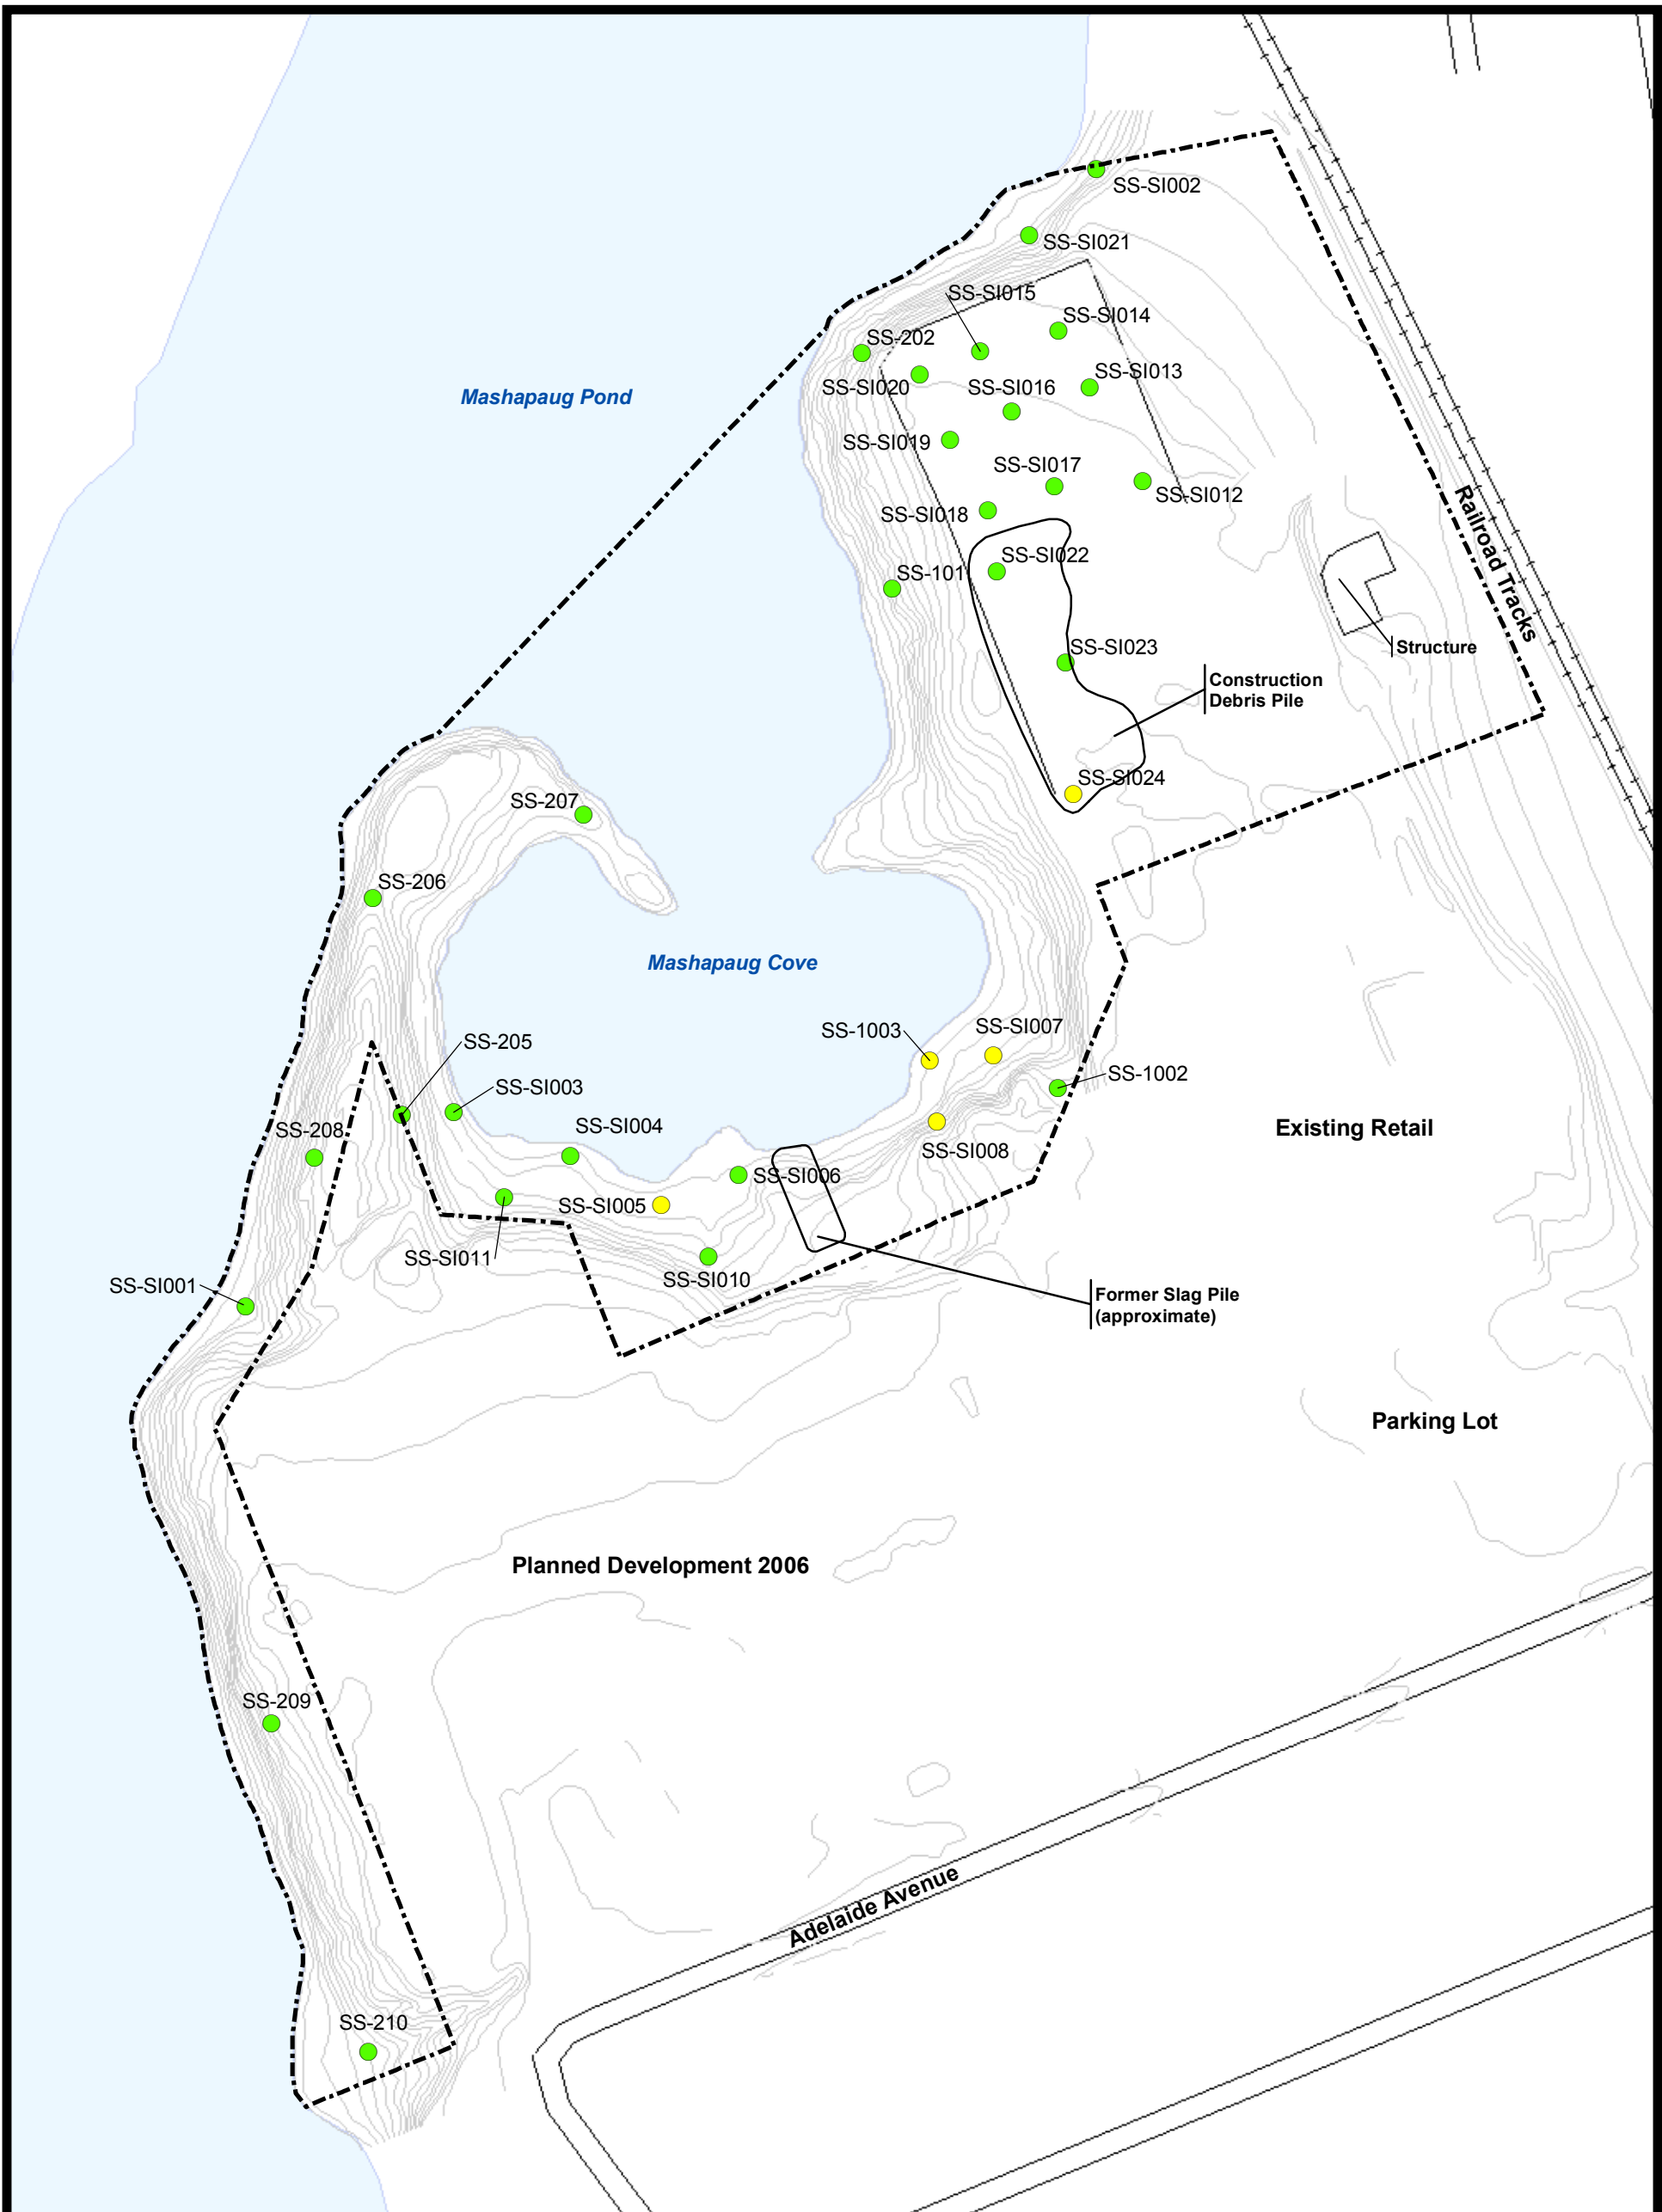 SS-SI002
SS-SI021
SS-SI015
SS-SI014
SS-202
SS-SI020
SS-SI016
SS-SI013
Mashapaug Pond
SS-SI019
SS-SI017
SS-SI012
SS-SI018
SS-SI022
SS-101
Railroad Tracks
SS-SI023
Structure
Construction
Debris Pile
SS-SI024
SS-207
SS-206
Mashapaug Cove
SS-205
SS-1003
SS-SI007
SS-SI003
SS-1002
SS-208
SS-SI004
Existing Retail
SS-SI008
SS-SI006
SS-SI005
SS-SI011
SS-SI010
SS-SI001
Former Slag Pile
(approximate)
Parking Lot
Planned Development 2006
SS-209
Adelaide Avenue
SS-210